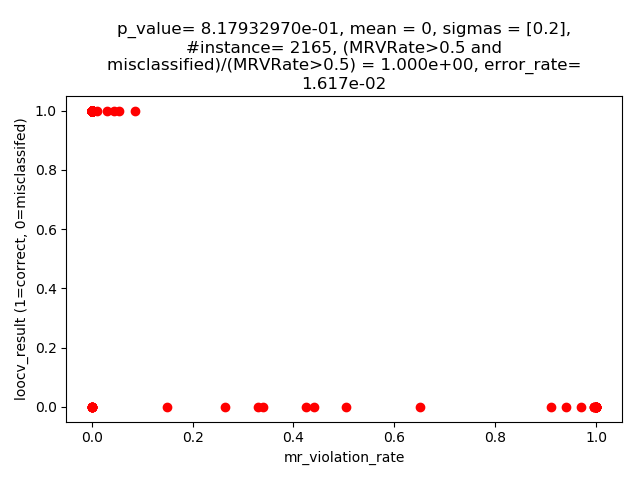 p_value= 8.17932970e-01, mean = 0, sigmas = [0.2],
#instance= 2165, (MRVRate>0.5 and
misclassified)/(MRVRate>0.5) = 1.000e+00, error_rate=
1.617e-02
1.0
0.8
0.6
0.4
0.2
0.0
loocv_result (1=correct, 0=misclassifed)
0.0 0.2 0.4 0.6 0.8 1.0
mr_violation_rate